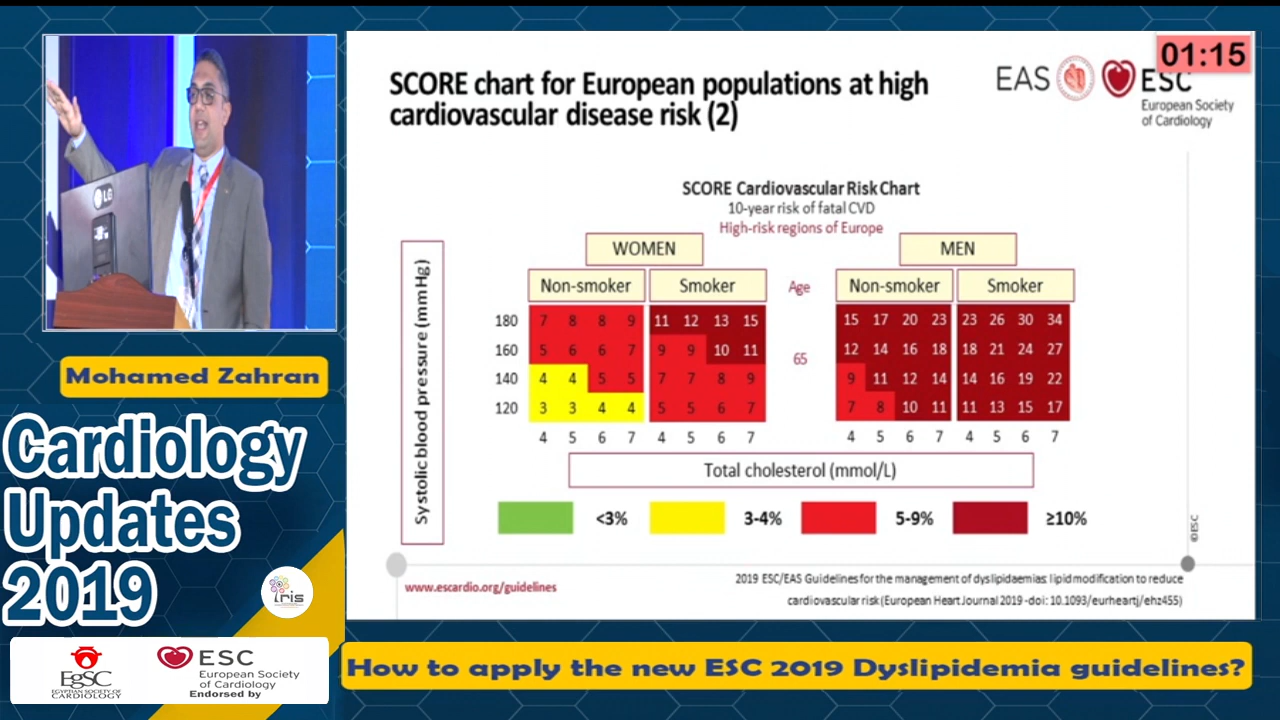 01:15
SCORE chart for European populations at high
cardiovascular disease risk (2)
EAS
ESC
European Society
of Cardiology
SCORE Cardiovascular Risk Chart
10-year risk of fatal CVD
High-risk regions of Europe
WOMEN MEN
Non-smoker Smoker Age Non-smoker Smoker
Systolic blood pressure (mmHg)
180 7 8 8 9 11 12 13 15 15 17 20 23 23 26 30 34
160 5 6 6 7 9 9 10 11 12 14 16 18 18 21 24 27
65
140 4 4 5 5 7 7 8 9 9 11 12 14 14 16 19 22
120 3 3 4 4 5 5 6 7 7 8 10 11 11 13 15 17
4 5 6 7 4 5 6 7 4 5 6 7 4 5 6 7
Total cholesterol (mmol/L)
<3% 3-4% 5-9% ≥10%
©ESC
www.escardio.org/guidelines
2019 ESC/EAS Guidelines for the management of dyslipidaemias: lipid modification to reduce
cardiovascular risk (European Heart Journal 2019 -doi: 10.1093/eurheartj/ehz455)
LG
Mohamed Zahran
Cardiology
Updates
2019
iris
EgSC
EGYPTIAN SOCIETY OF
CARDIOLOGY
ESC
European Society
of Cardiology
Endorsed by
How to apply the new ESC 2019 Dyslipidemia guidelines?